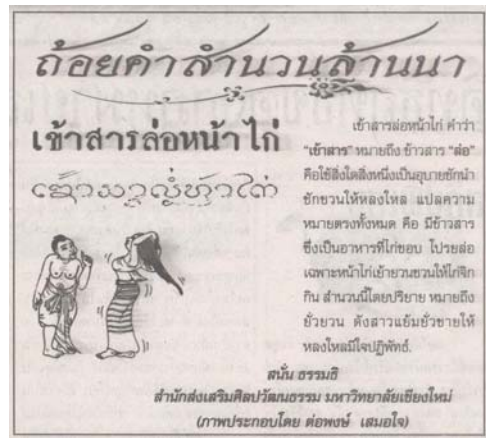 ถ้อยคำสำนวนล้านนา
เข้าสารล่อหน้าไก่
เข้าสารล่อหน้าไก่ คำว่า
"เข้าสาร" หมายถึง ข้าวสาร "ล่อ"
คือใช้สิ่งใดสิ่งหนึ่งเป็นอุบายชักนำ
ชักชวนให้หลงใหล แปลความ
หมายตรงทั้งหมด คือ มีข้าวสาร
ซึ่งเป็นอาหารที่ไก่ชอบ โปรยล่อ
เฉพาะหน้าไก่เย้ายวนชวนให้ไก่จิก
กิน สำนวนนี้โดยปริยาย หมายถึง
ยั่วยวน ดังสาวแย้มยั่วชายให้
หลงใหลมีใจปฏิพัทธ์.
สนั่น ธรรมธิ
สำนักส่งเสริมศิลปวัฒนธรรม มหาวิทยาลัยเชียงใหม่
(ภาพประกอบโดย ต่อพงษ์ เสมอใจ)